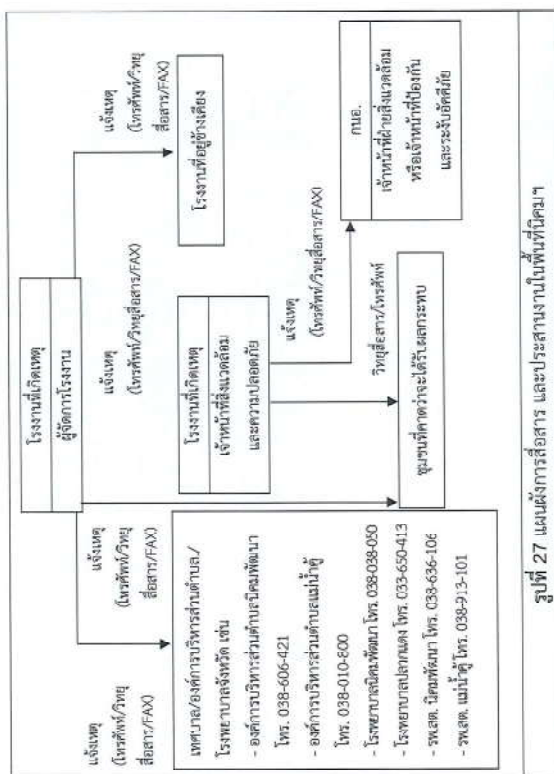 โรงงานที่เกิดเหตุ
ผู้จัดการโรงงาน
แจ้งเหตุ
(โทรศัพท์/วิทยุ
สื่อสาร/FAX)
แจ้งเหตุ
(โทรศัพท์/วิทยุ
สื่อสาร/FAX)
แจ้งเหตุ
(โทรศัพท์/วิทยุสื่อสาร/FAX)
แจ้งเหตุ
(โทรศัพท์/วิทยุ
สื่อสาร/FAX)
เทศบาล/องค์การบริหารส่วนตำบล/
โรงพยาบาลจังหวัด เช่น
- องค์การบริหารส่วนตำบลนิคมพัฒนา
โทร. 038-606-421
- องค์การบริหารส่วนตำบลแม่น้ำคู้
โทร. 038-010-800
- โรงพยาบาลนิคมพัฒนา โทร. 038-038-050
- โรงพยาบาลปลวกแดง โทร. 033-650-413
- รพ.สต. นิคมพัฒนา โทร. 038-636-106
- รพ.สต. แม่น้ำคู้ โทร. 038-913-101
โรงงานที่เกิดเหตุ
เจ้าหน้าที่สิ่งแวดล้อม
และความปลอดภัย
โรงงานที่อยู่ข้างเคียง
แจ้งเหตุ
(โทรศัพท์/วิทยุสื่อสาร/FAX)
วิทยุสื่อสาร/โทรศัพท์
ชุมชนที่คาดว่าจะได้รับผลกระทบ
กนอ.
เจ้าหน้าที่ฝ่ายสิ่งแวดล้อม
หรือเจ้าหน้าที่ป้องกัน
และระงับอัคคีภัย
รูปที่ 27 แผนผังการสื่อสาร และประสานงานในพื้นที่นิคมฯ